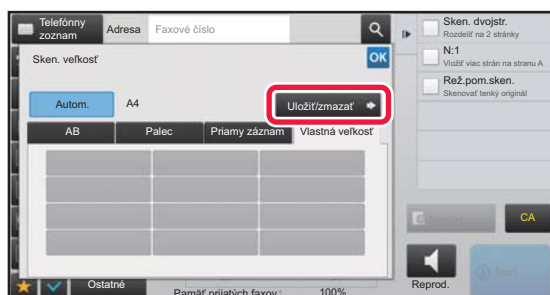 Telefónny
zoznam
Adresa
Faxové číslo
Sken. dvojstr.
Rozdeliť na 2 stránky
N:1
Vložiť viac strán na stranu A
Rež.pom.sken.
Skenovať tenký originál
Sken. veľkosť
OK
Autom.
A4
Uložiť/zmazať
AB
Palec
Priamy záznam
Vlastná veľkosť
CA
Štart
Ostatné
Pamäť prijatých faxov :
100%
Reprod.